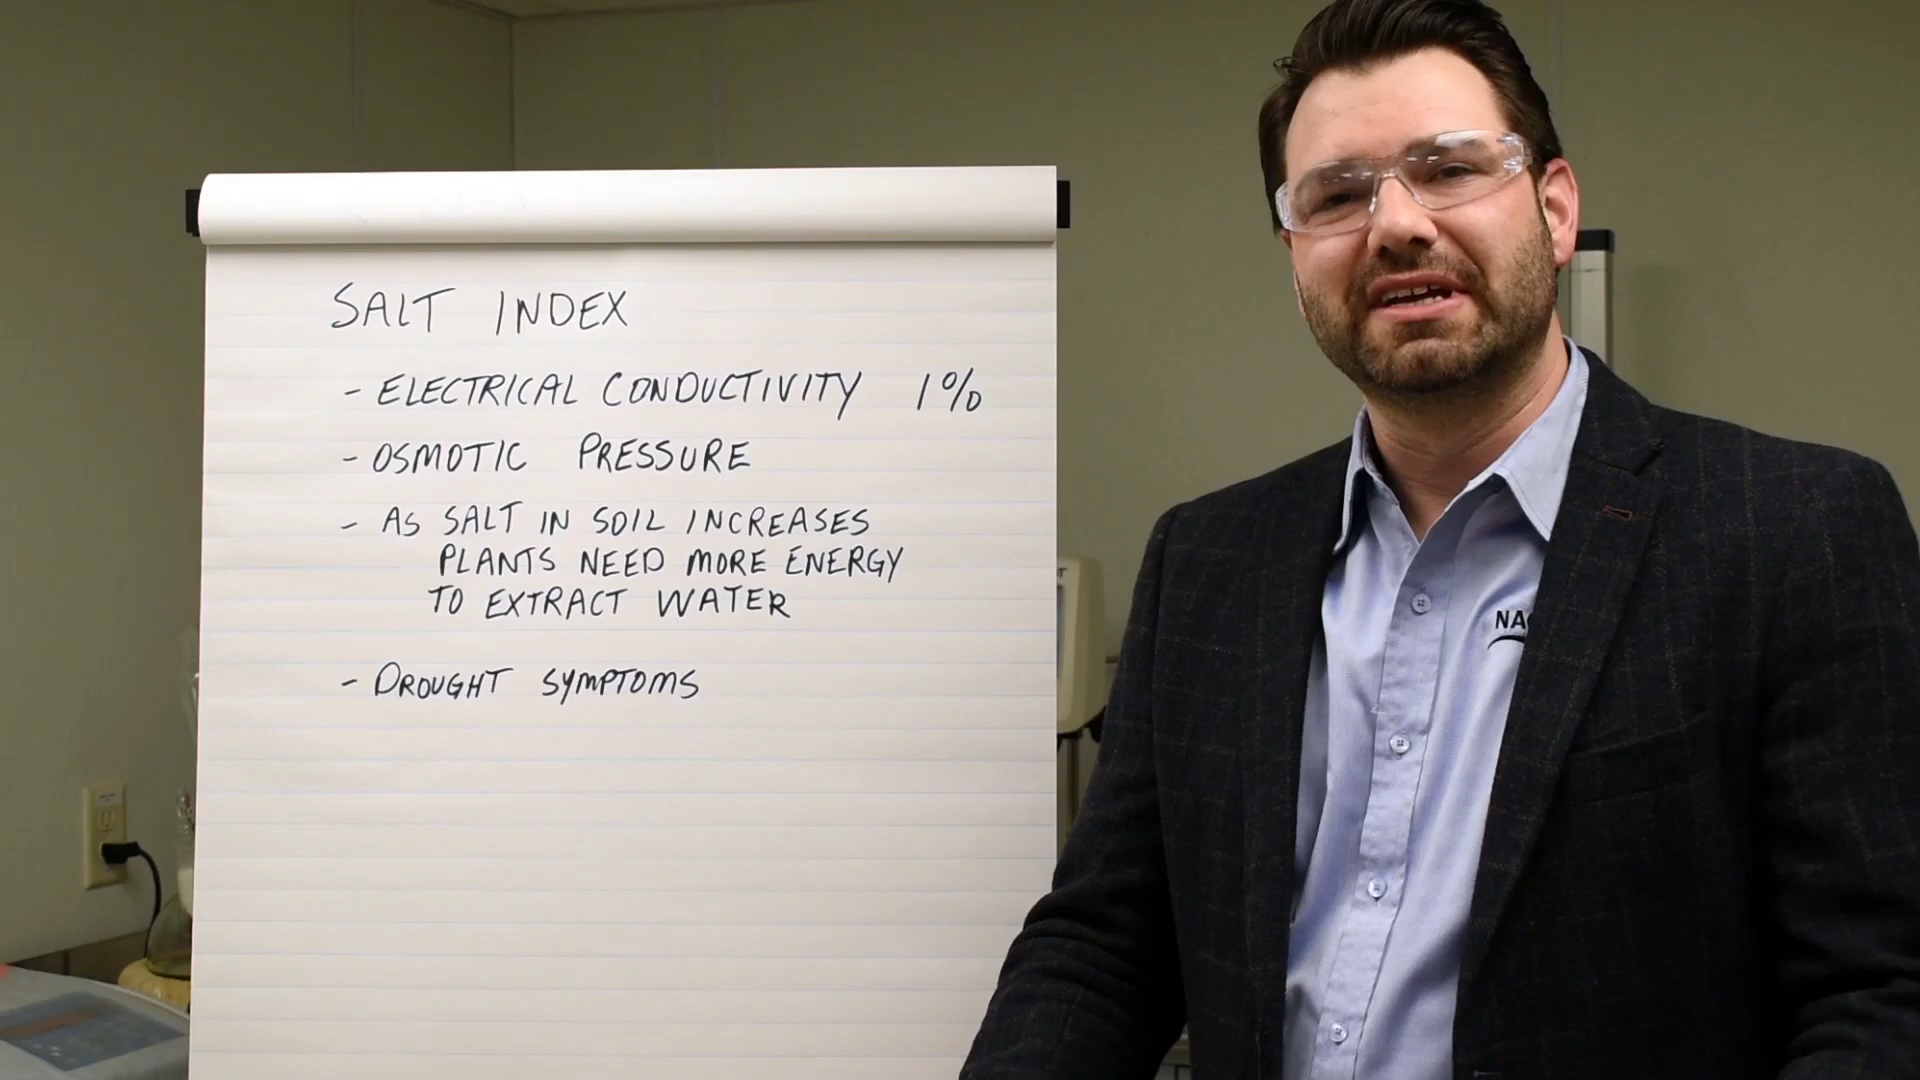 SALT INDEX
- ELECTRICAL CONDUCTIVITY 1%
- OSMOTIC PRESSURE
- AS SALT IN SOIL INCREASES
PLANTS NEED MORE ENERGY
TO EXTRACT WATER
- DROUGHT SYMPTOMS